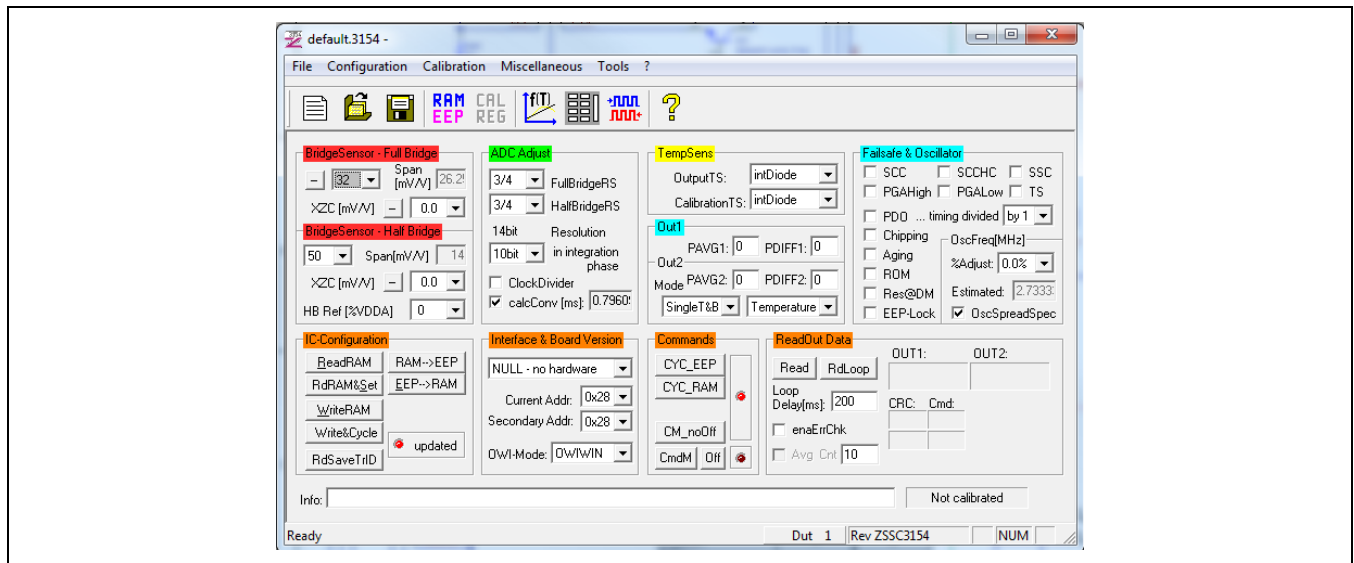 default.3154 -
File Configuration Calibration Miscellaneous Tools ?
RAM EEP
CAL REG
f(T)
?
BridgeSensor - Full Bridge
- 32 Span [mV/V] 26.2
XZC [mV/V] - 0.0
BridgeSensor - Half Bridge
50 Span[mV/V] 14
XZC [mV/V] - 0.0
HB Ref [%VDDA] 0
ADC Adjust
3/4 FullBridgeRS
3/4 HalfBridgeRS
14bit Resolution
10bit in integration phase
ClockDivider
calcConv [ms]: 0.7960
TempSens
OutputTS: intDiode
CalibrationTS: intDiode
Out1
PAVG1: 0 PDIFF1: 0
Out2
Mode PAVG2: 0 PDIFF2: 0
SingleT&B Temperature
Failsafe & Oscillator
SCC SCCHC SSC
PGAHigh PGALow TS
PDO ... timing divided by 1
Chipping
Aging
ROM
Res@DM
EEP-Lock
OscFreq[MHz]
%Adjust: 0.0%
Estimated: 2.7333
OscSpreadSpec
IC-Configuration
ReadRAM RAM-->EEP
RdRAM&Set EEP-->RAM
WriteRAM
Write&Cycle
RdSaveTrID
updated
Interface & Board Version
NULL - no hardware
Current Addr: 0x28
Secondary Addr: 0x28
OWI-Mode: OWIWIN
Commands
CYC_EEP
CYC_RAM
CM_noOff
CmdM Off
ReadOut Data
Read RdLoop
Loop
Delay[ms]: 200
enaErrChk
Avg Cnt 10
OUT1: OUT2:
CRC: Cmd:
Info:
Not calibrated
Ready
Dut 1 Rev ZSSC3154 NUM